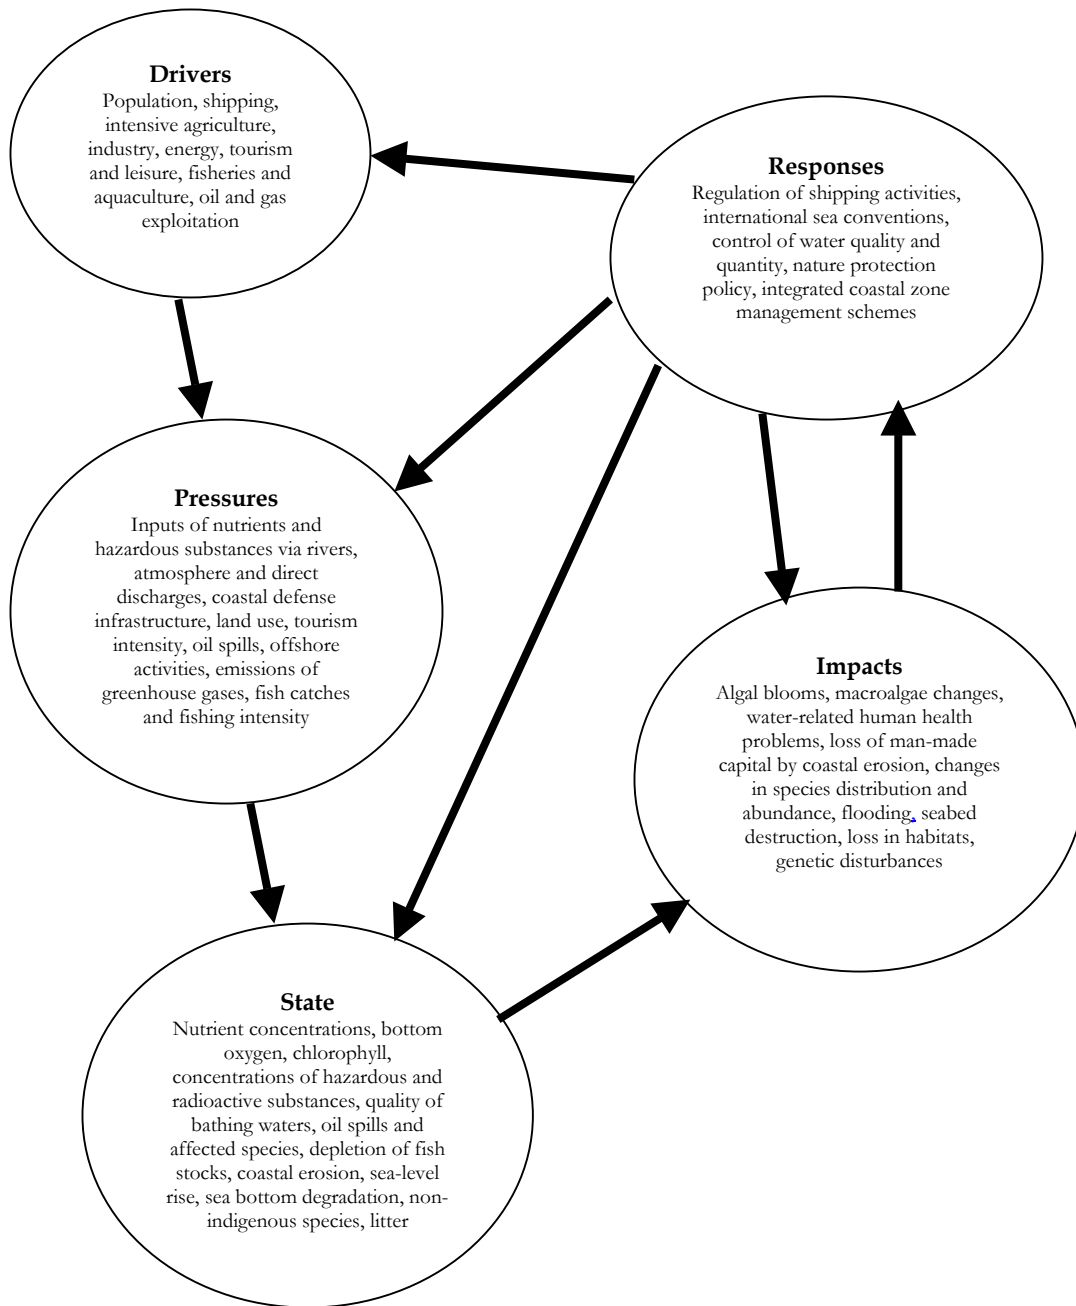 Drivers
Population, shipping,
intensive agriculture,
industry, energy, tourism
and leisure, fisheries and
aquaculture, oil and gas
exploitation
Responses
Regulation of shipping activities,
international sea conventions,
control of water quality and
quantity, nature protection
policy, integrated coastal zone
management schemes
Pressures
Inputs of nutrients and
hazardous substances via rivers,
atmosphere and direct
discharges, coastal defense
infrastructure, land use, tourism
intensity, oil spills, offshore
activities, emissions of
greenhouse gases, fish catches
and fishing intensity
Impacts
Algal blooms, macroalgae changes,
water-related human health
problems, loss of man-made
capital by coastal erosion, changes
in species distribution and
abundance, flooding, seabed
destruction, loss in habitats,
genetic disturbances
State
Nutrient concentrations, bottom
oxygen, chlorophyll,
concentrations of hazardous and
radioactive substances, quality of
bathing waters, oil spills and
affected species, depletion of fish
stocks, coastal erosion, sea-level
rise, sea bottom degradation, non-
indigenous species, litter